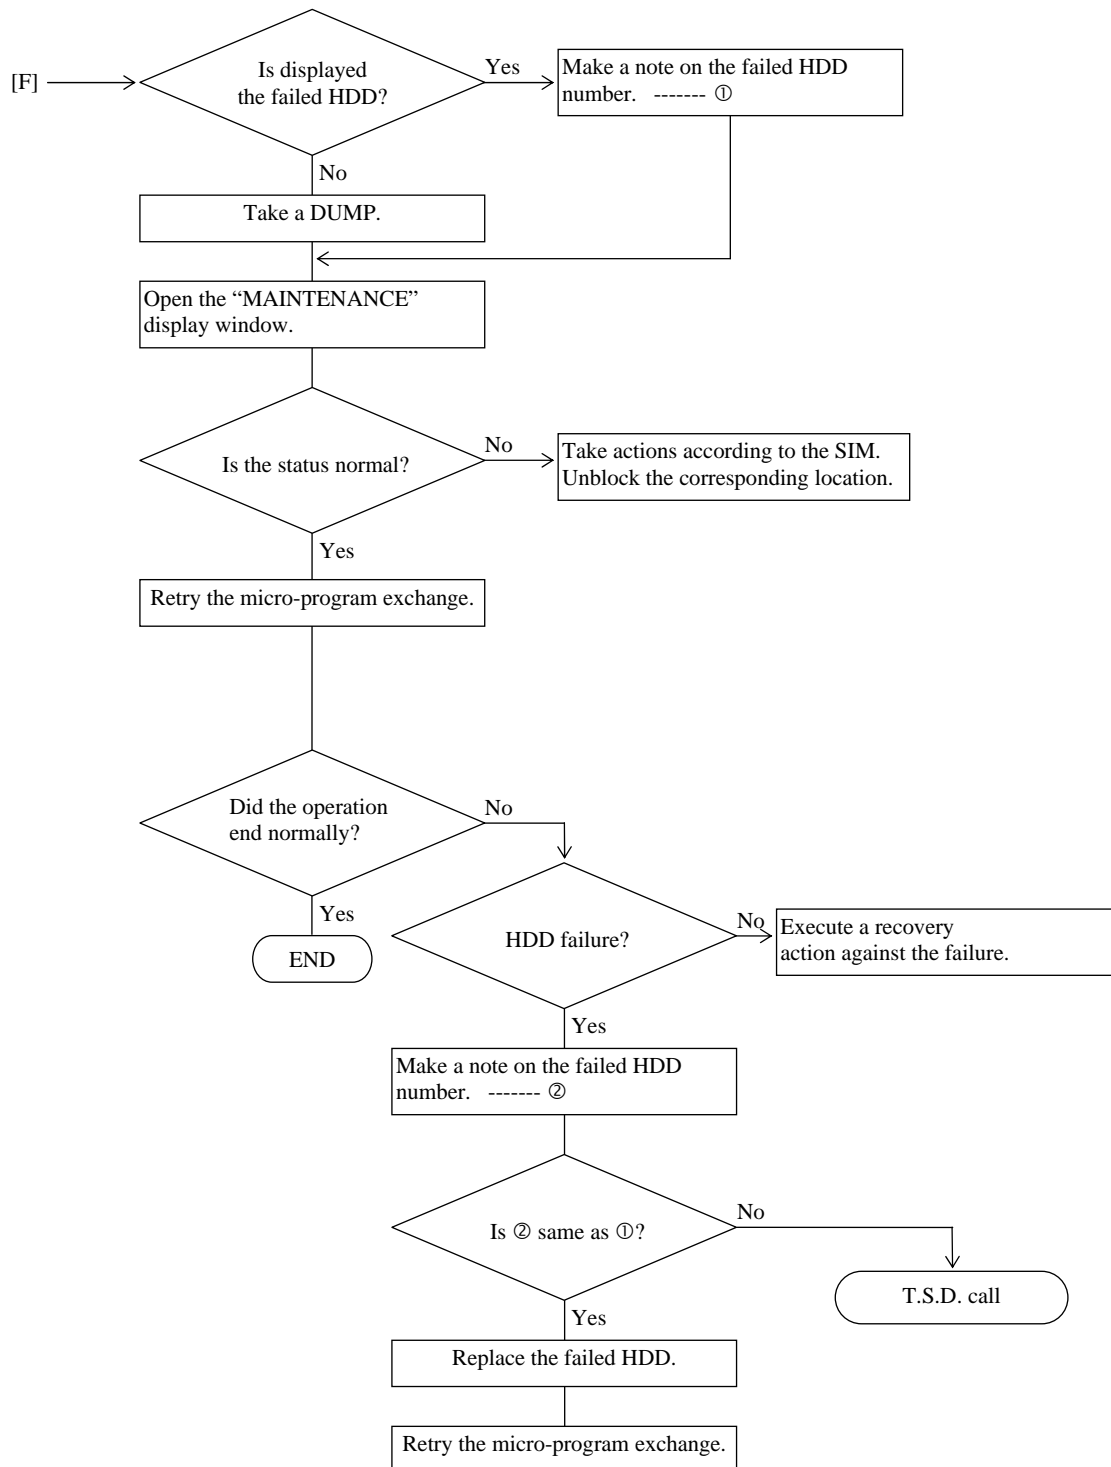 [F]
Is displayed
the failed HDD?
Yes
Make a note on the failed HDD
number. ------- ①
No
Take a DUMP.
Open the “MAINTENANCE”
display window.
Is the status normal?
No
Take actions according to the SIM.
Unblock the corresponding location.
Yes
Retry the micro-program exchange.
Did the operation
end normally?
No
Yes
END
HDD failure?
No
Execute a recovery
action against the failure.
Yes
Make a note on the failed HDD
number. ------- ②
Is ② same as ①?
No
T.S.D. call
Yes
Replace the failed HDD.
Retry the micro-program exchange.